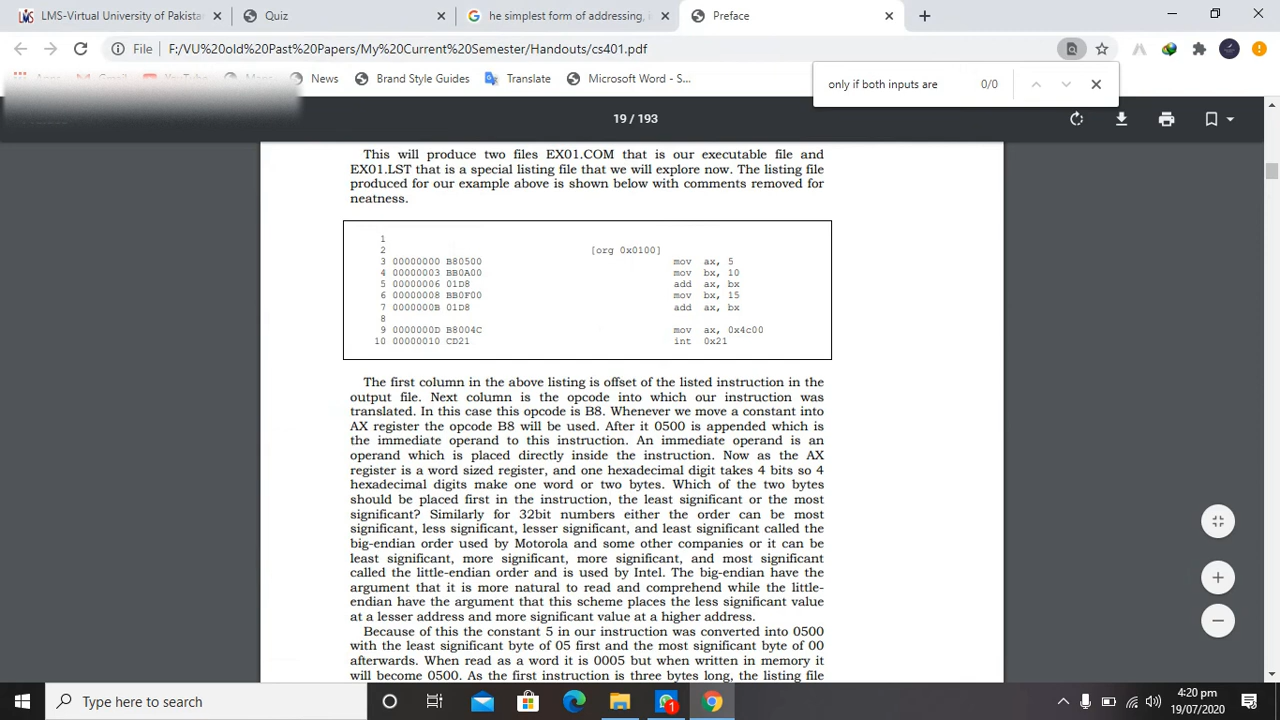 LMS-Virtual University of Pakistan
Quiz
he simplest form of addressing, i
Preface
File
F:/VU%20old%20Past%20Papers/My%20Current%20Semester/Handouts/cs401.pdf
Apps
Gmail
You Tube
Maps
News
Brand Style Guides
Translate
Microsoft Word - S...
only if both inputs are
0/0
19 / 193
This will produce two files EX01.COM that is our executable file and
EX01.LST that is a special listing file that we will explore now. The listing file
produced for our example above is shown below with comments removed for
neatness.
1
2 [org 0x0100]
3 00000000 B80500 mov ax, 5
4 00000003 BB0A00 mov bx, 10
5 00000006 01D8 add ax, bx
6 00000008 BB0F00 mov bx, 15
7 0000000B 01D8 add ax, bx
8
9 0000000D B8004C mov ax, 0x4c00
10 00000010 CD21 int 0x21
The first column in the above listing is offset of the listed instruction in the
output file. Next column is the opcode into which our instruction was
translated. In this case this opcode is B8. Whenever we move a constant into
AX register the opcode B8 will be used. After it 0500 is appended which is
the immediate operand to this instruction. An immediate operand is an
operand which is placed directly inside the instruction. Now as the AX
register is a word sized register, and one hexadecimal digit takes 4 bits so 4
hexadecimal digits make one word or two bytes. Which of the two bytes
should be placed first in the instruction, the least significant or the most
significant? Similarly for 32bit numbers either the order can be most
significant, less significant, lesser significant, and least significant called the
big-endian order used by Motorola and some other companies or it can be
least significant, more significant, more significant, and most significant
called the little-endian order and is used by Intel. The big-endian have the
argument that it is more natural to read and comprehend while the little-
endian have the argument that this scheme places the less significant value
at a lesser address and more significant value at a higher address.
Because of this the constant 5 in our instruction was converted into 0500
with the least significant byte of 05 first and the most significant byte of 00
afterwards. When read as a word it is 0005 but when written in memory it
will become 0500. As the first instruction is three bytes long, the listing file
Type here to search
1
4:20 pm
19/07/2020